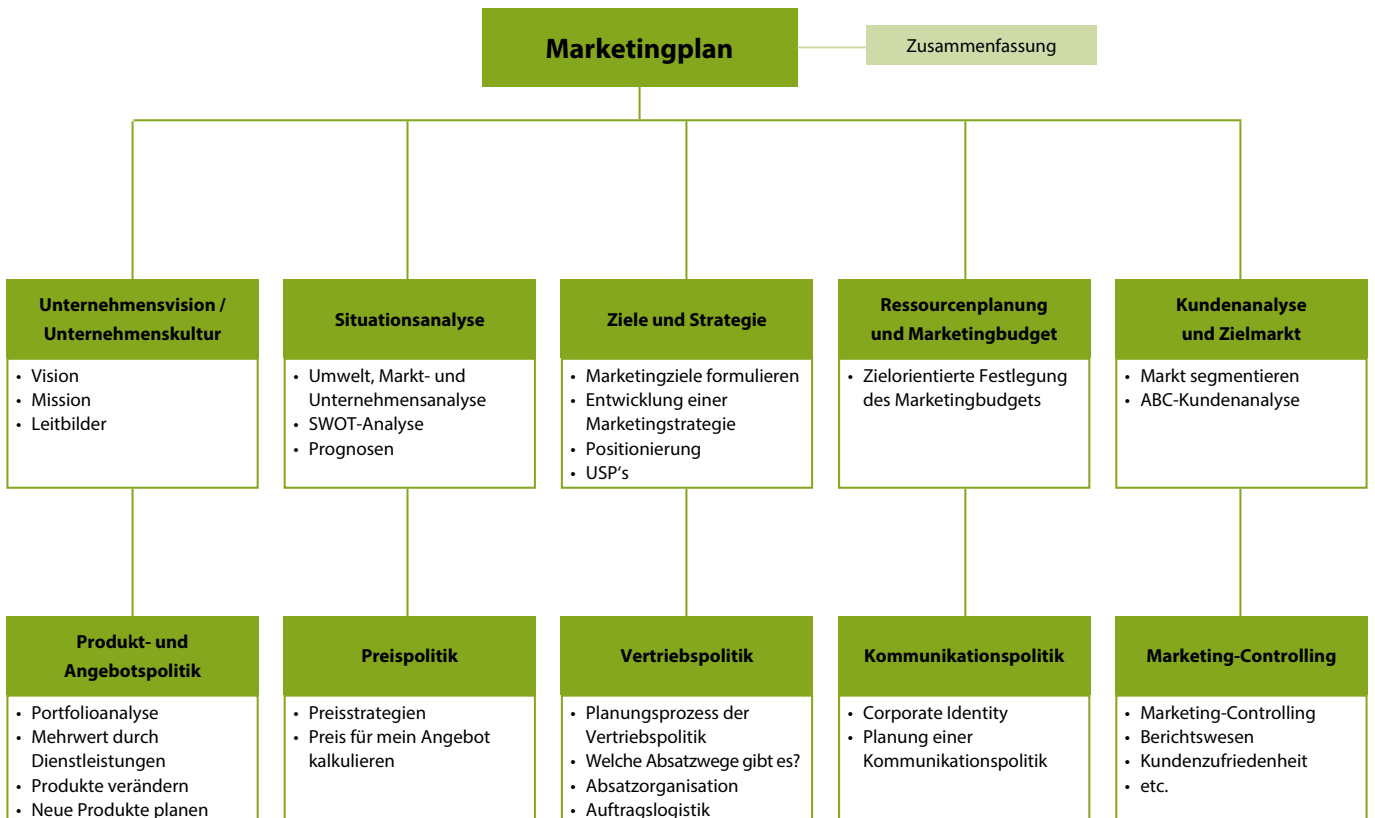 Marketingplan
Zusammenfassung
Unternehmensvision /
Unternehmenskultur
• Vision
• Mission
• Leitbilder
Situationsanalyse
• Umwelt, Markt- und
Unternehmensanalyse
• SWOT-Analyse
• Prognosen
Ziele und Strategie
• Marketingziele formulieren
• Entwicklung einer
Marketingstrategie
• Positionierung
• USP‘s
Ressourcenplanung
und Marketingbudget
• Zielorientierte Festlegung
des Marketingbudgets
Kundenanalyse
und Zielmarkt
• Markt segmentieren
• ABC-Kundenanalyse
Produkt- und
Angebotspolitik
• Portfolioanalyse
• Mehrwert durch
Dienstleistungen
• Produkte verändern
• Neue Produkte planen
Preispolitik
• Preisstrategien
• Preis für mein Angebot
kalkulieren
Vertriebspolitik
• Planungsprozess der
Vertriebspolitik
• Welche Absatzwege gibt es?
• Absatzorganisation
• Auftragslogistik
Kommunikationspolitik
• Corporate Identity
• Planung einer
Kommunikationspolitik
Marketing-Controlling
• Marketing-Controlling
• Berichtswesen
• Kundenzufriedenheit
• etc.